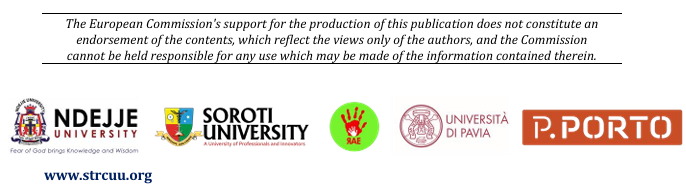 The European Commission's support for the production of this publication does not constitute an
endorsement of the contents, which reflect the views only of the authors, and the Commission
cannot be held responsible for any use which may be made of the information contained therein.
NDEJJE
UNIVERSITY
Fear of God brings Knowledge and Wisdom
SOROTI
UNIVERSITY
A University of Professionals and Innovators
RAE
UNIVERSITÀ
DI PAVIA
P.PORTO
www.strcuu.org